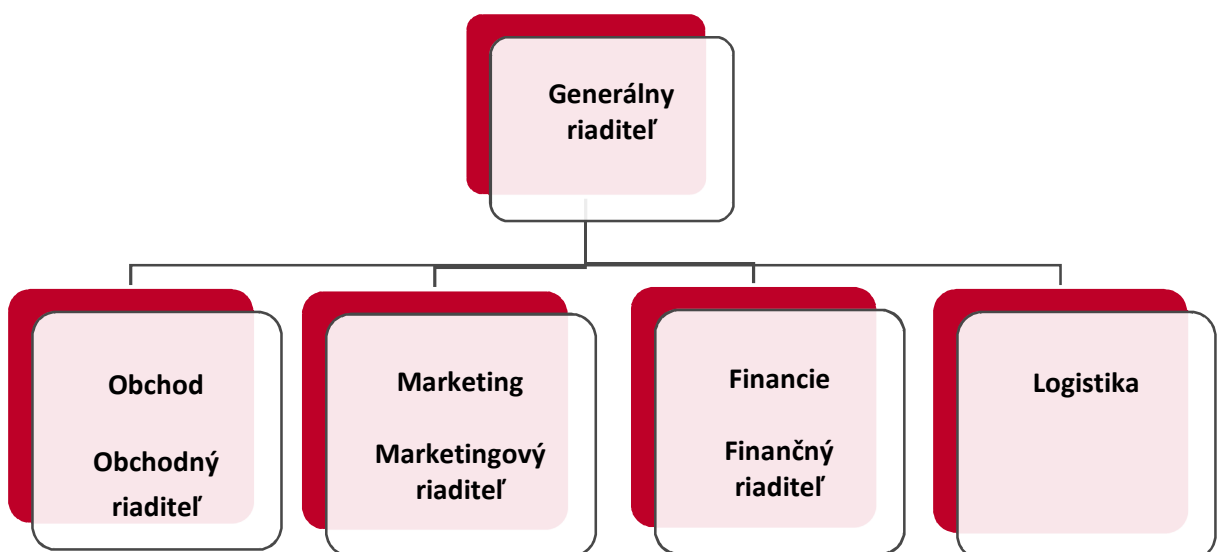 Generálny
riaditeľ
Obchod
Obchodný
riaditeľ
Marketing
Marketingový
riaditeľ
Financie
Finančný
riaditeľ
Logistika